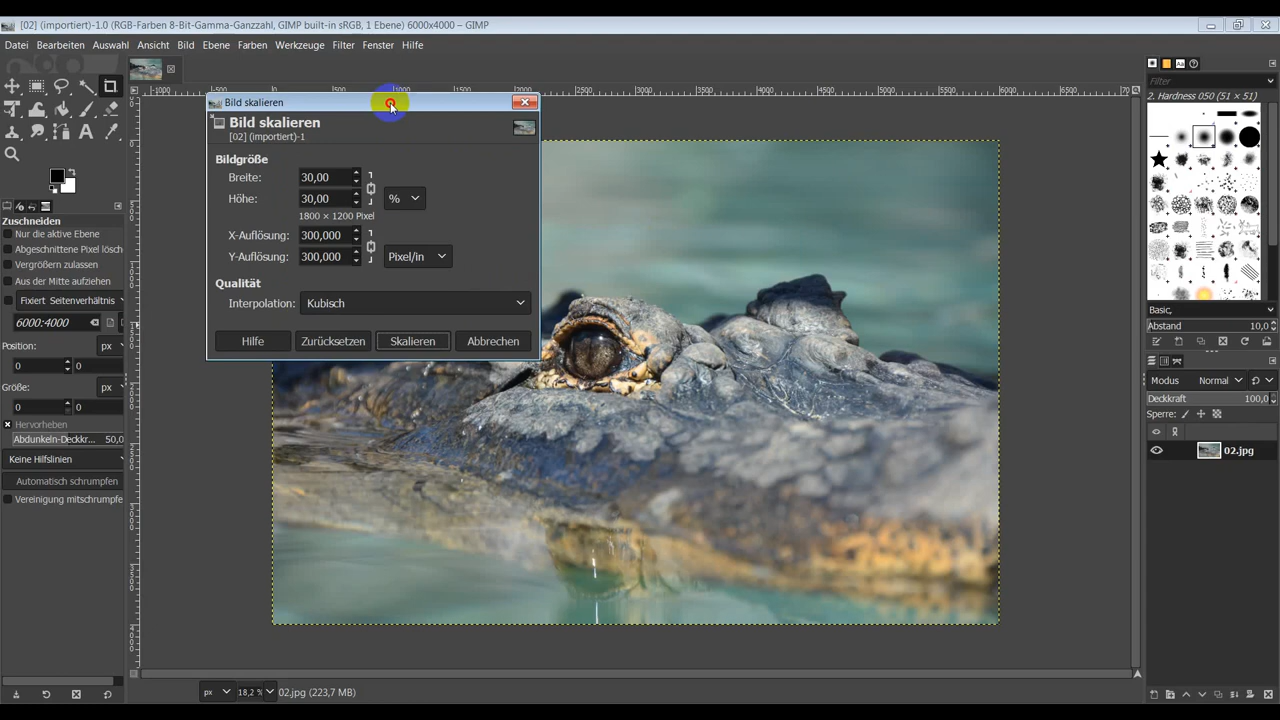 [02] (importiert)-1.0 (RGB-Farben 8-Bit-Gamma-Ganzzahl, GIMP built-in sRGB, 1 Ebene) 6000x4000 – GIMP
Datei Bearbeiten Auswahl Ansicht Bild Ebene Farben Werkzeuge Filter Fenster Hilfe
Bild skalieren
Bild skalieren
[02] (importiert)-1
Bildgröße
Breite: 30,00
Höhe: 30,00 %
1800 × 1200 Pixel
X-Auflösung: 300,000
Y-Auflösung: 300,000 Pixel/in
Qualität
Interpolation: Kubisch
Hilfe Zurücksetzen Skalieren Abbrechen
Zuschneiden
Nur die aktive Ebene
Abgeschnittene Pixel lösch
Vergrößern zulassen
Aus der Mitte aufziehen
Fixiert Seitenverhältnis
6000:4000
Position: px
0 0
Größe: px
0 0
Hervorheben
Abdunkeln-Deckkr... 50,0
Keine Hilfslinien
Automatisch schrumpfen
Vereinigung mitschrumpfe
px 18,2 % 02.jpg (223,7 MB)
Filter
2. Hardness 050 (51 × 51)
Basic,
Abstand 10,0
Modus Normal
Deckkraft 100,0
Sperre:
02.jpg